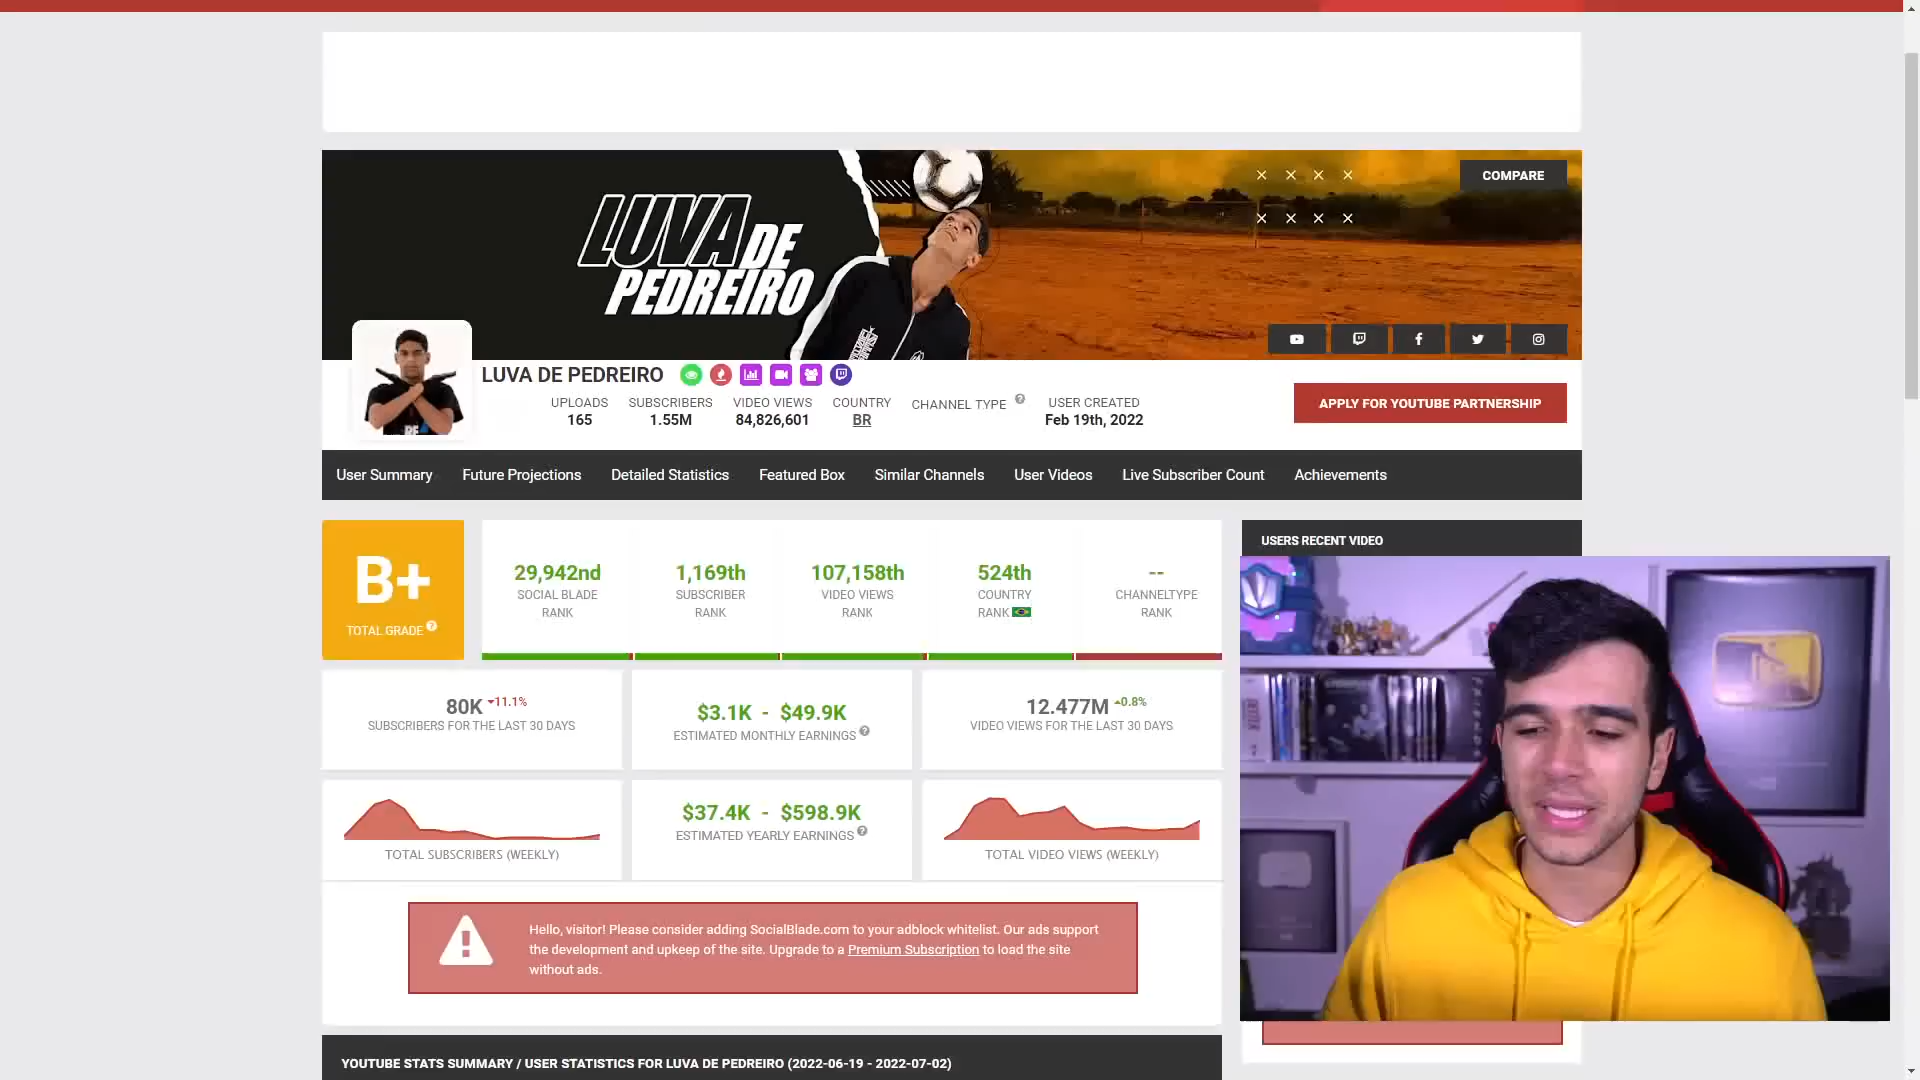 COMPARE
LUVA DE
PEDREIRO
LUVA DE PEDREIRO
UPLOADS
165
SUBSCRIBERS
1.55M
VIDEO VIEWS
84,826,601
COUNTRY
BR
CHANNEL TYPE
USER CREATED
Feb 19th, 2022
APPLY FOR YOUTUBE PARTNERSHIP
User Summary
Future Projections
Detailed Statistics
Featured Box
Similar Channels
User Videos
Live Subscriber Count
Achievements
B+
TOTAL GRADE
29,942nd
SOCIAL BLADE
RANK
1,169th
SUBSCRIBER
RANK
107,158th
VIDEO VIEWS
RANK
524th
COUNTRY
RANK
--
CHANNELTYPE
RANK
USERS RECENT VIDEO
80K 11.1%
SUBSCRIBERS FOR THE LAST 30 DAYS
$3.1K - $49.9K
ESTIMATED MONTHLY EARNINGS
12.477M 0.8%
VIDEO VIEWS FOR THE LAST 30 DAYS
TOTAL SUBSCRIBERS (WEEKLY)
$37.4K - $598.9K
ESTIMATED YEARLY EARNINGS
TOTAL VIDEO VIEWS (WEEKLY)
Hello, visitor! Please consider adding SocialBlade.com to your adblock whitelist. Our ads support
the development and upkeep of the site. Upgrade to a Premium Subscription to load the site
without ads.
YOUTUBE STATS SUMMARY / USER STATISTICS FOR LUVA DE PEDREIRO (2022-06-19 - 2022-07-02)